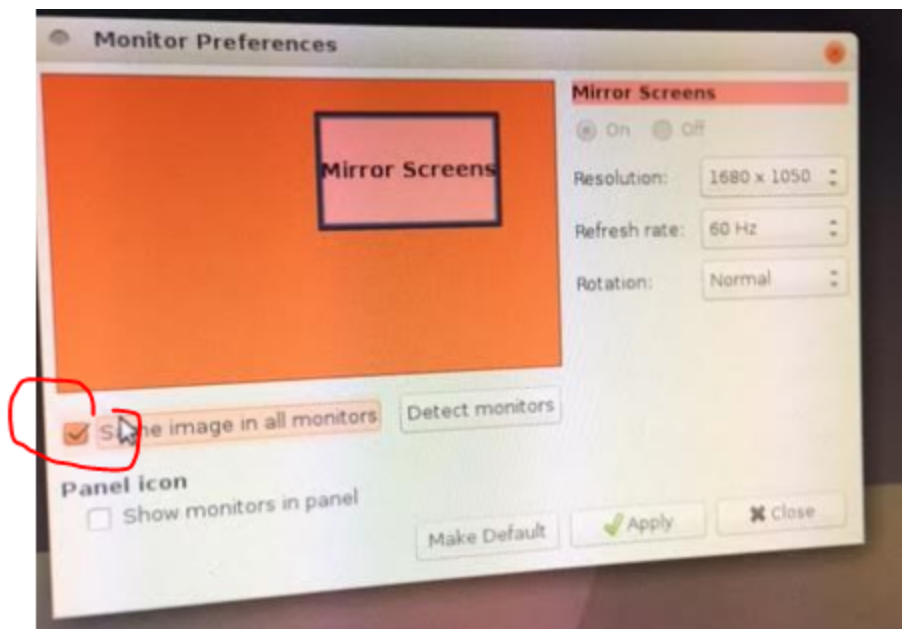 Monitor Preferences
Mirror Screens
Mirror Screens
On Off
Resolution: 1680 x 1050
Refresh rate: 60 Hz
Rotation: Normal
Same image in all monitors
Detect monitors
Panel icon
Show monitors in panel
Make Default
Apply
Close